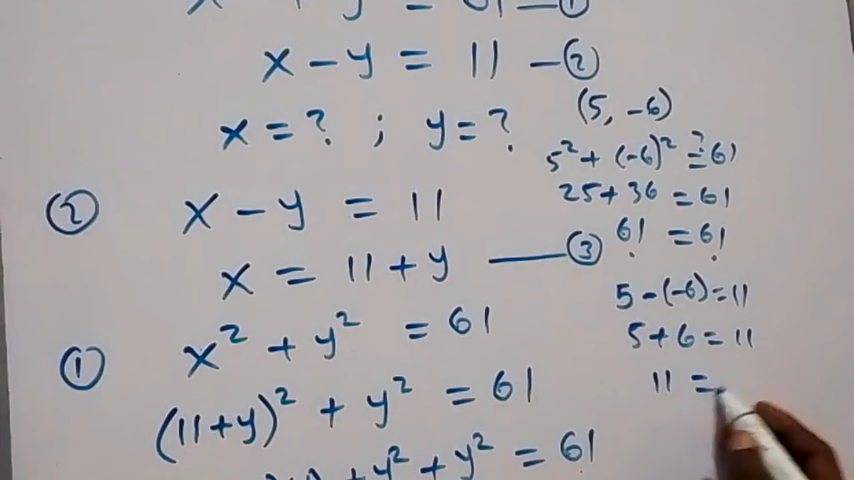 x - y = 11 —②
x = ? ; y = ?
② x - y = 11
x = 11 + y —③
① x² + y² = 61
(11+y)² + y² = 61
+ y² + y² = 61
(5, -6)
5² + (-6)² ?= 61
25 + 36 = 61
61 = 61
5 - (-6) = 11
5 + 6 = 11
11 =